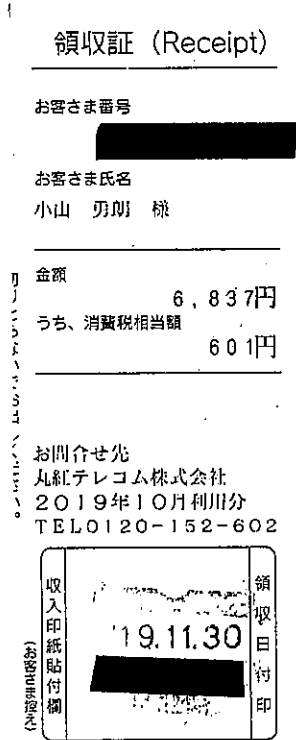 領収証 (Receipt)
お客さま番号
お客さま氏名
小山 勇朗 様
金額
6,837円
うち、消費税相当額
601円
お問合せ先
丸紅テレコム株式会社
2019年10月利用分
TEL0120-152-602
収入印紙貼付欄
'19.11.30
領収日付印
(お客さま控え)